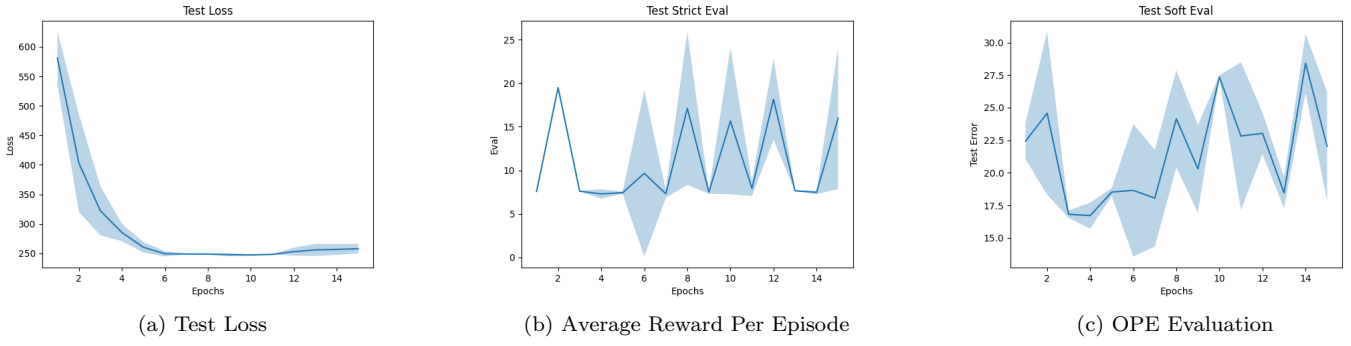 Test Loss
600
550
500
450
400
350
300
250
Loss
2 4 6 8 10 12 14
Epochs
(a) Test Loss
Test Strict Eval
25
20
15
10
5
0
Eval
2 4 6 8 10 12 14
Epochs
(b) Average Reward Per Episode
Test Soft Eval
30.0
27.5
25.0
22.5
20.0
17.5
15.0
Test Error
2 4 6 8 10 12 14
Epochs
(c) OPE Evaluation